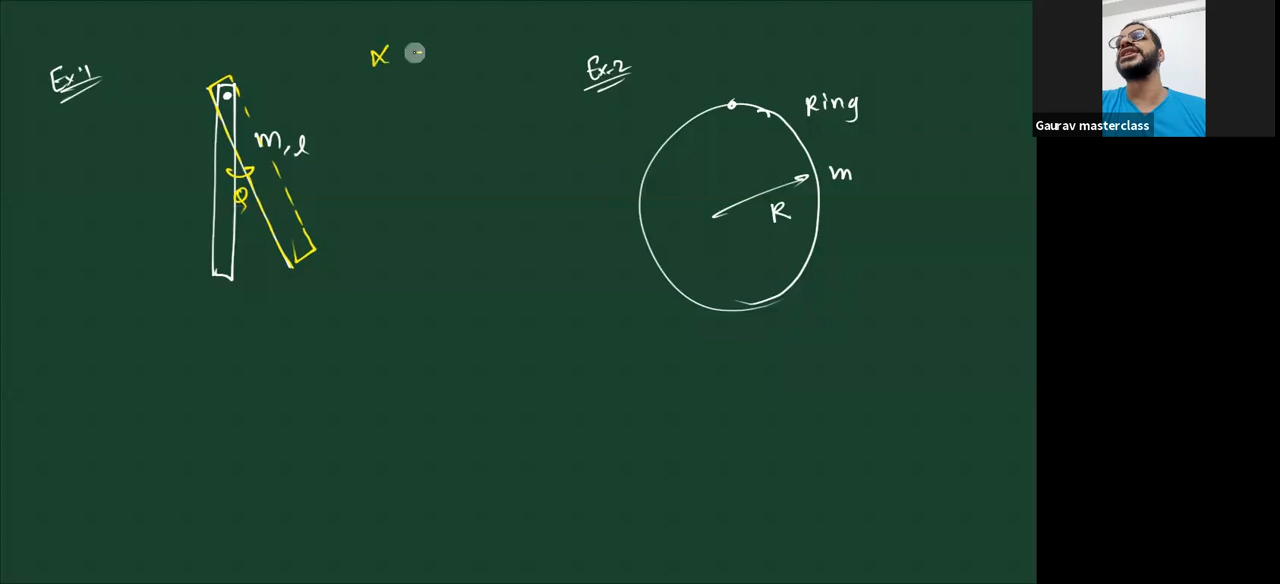 Ex:1
α
m, l
θ
Ex-2
Ring
m
R
Gaurav masterclass